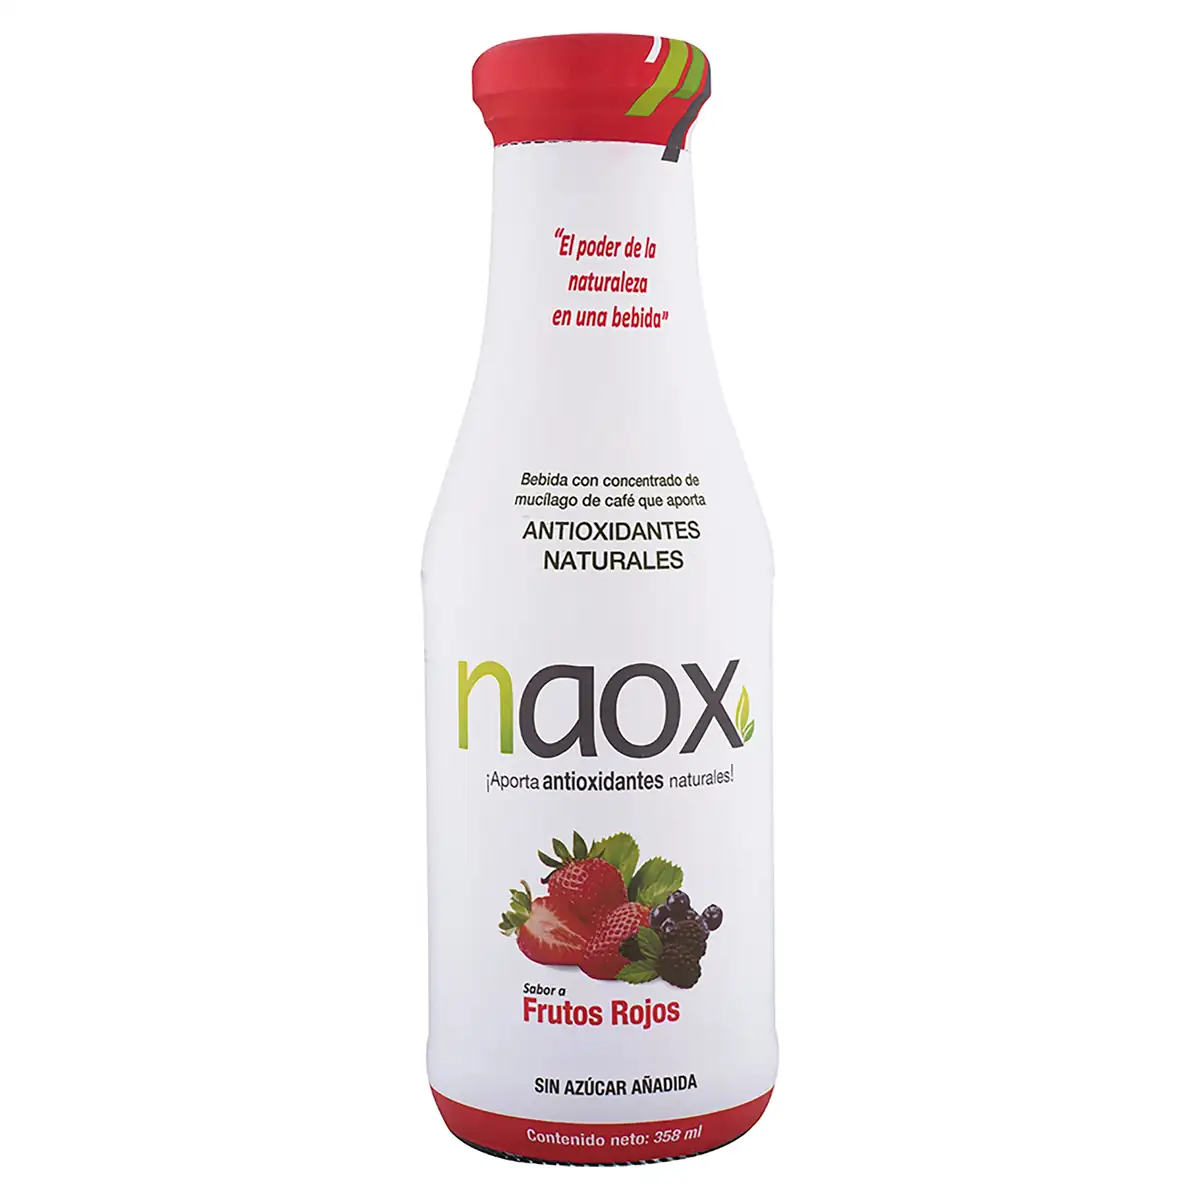 “El poder de la
naturaleza
en una bebida”
Bebida con concentrado de
mucílago de café que aporta
ANTIOXIDANTES
NATURALES
naox
¡Aporta antioxidantes naturales!
Sabor a
Frutos Rojos
SIN AZÚCAR AÑADIDA
Contenido neto: 358 ml